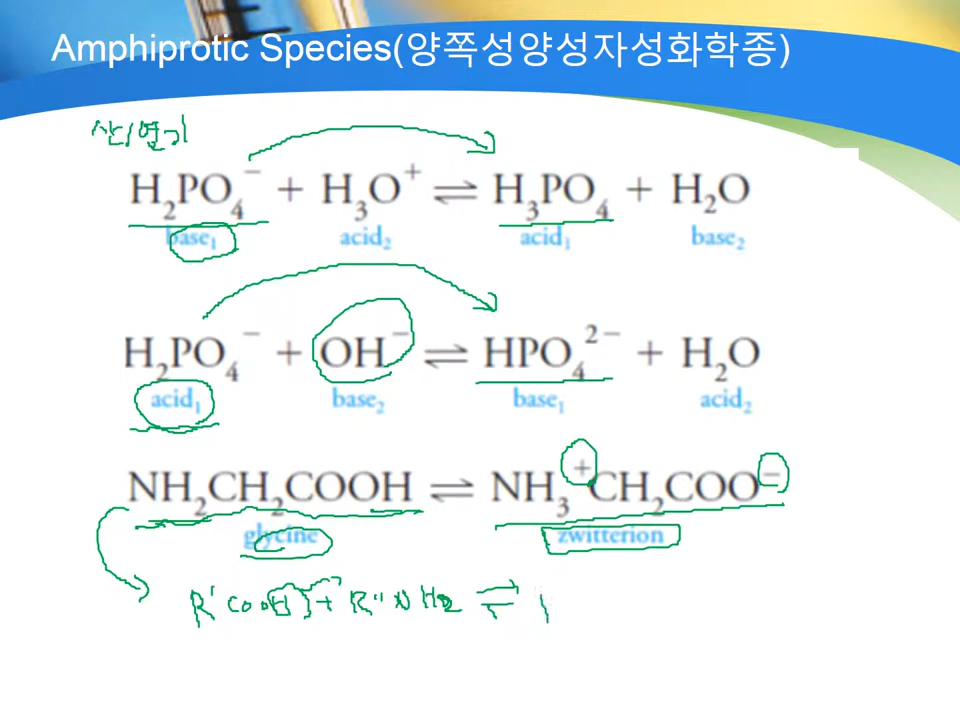 Amphiprotic Species(양쪽성양성자성화학종)
산/염기
H₂PO₄⁻ + H₃O⁺ ⇌ H₃PO₄ + H₂O
base₁ acid₂ acid₁ base₂
H₂PO₄⁻ + OH⁻ ⇌ HPO₄²⁻ + H₂O
acid₁ base₂ base₁ acid₂
NH₂CH₂COOH ⇌ NH₃⁺CH₂COO⁻
glycine zwitterion
R'COOH + R''NH₂ ⇌